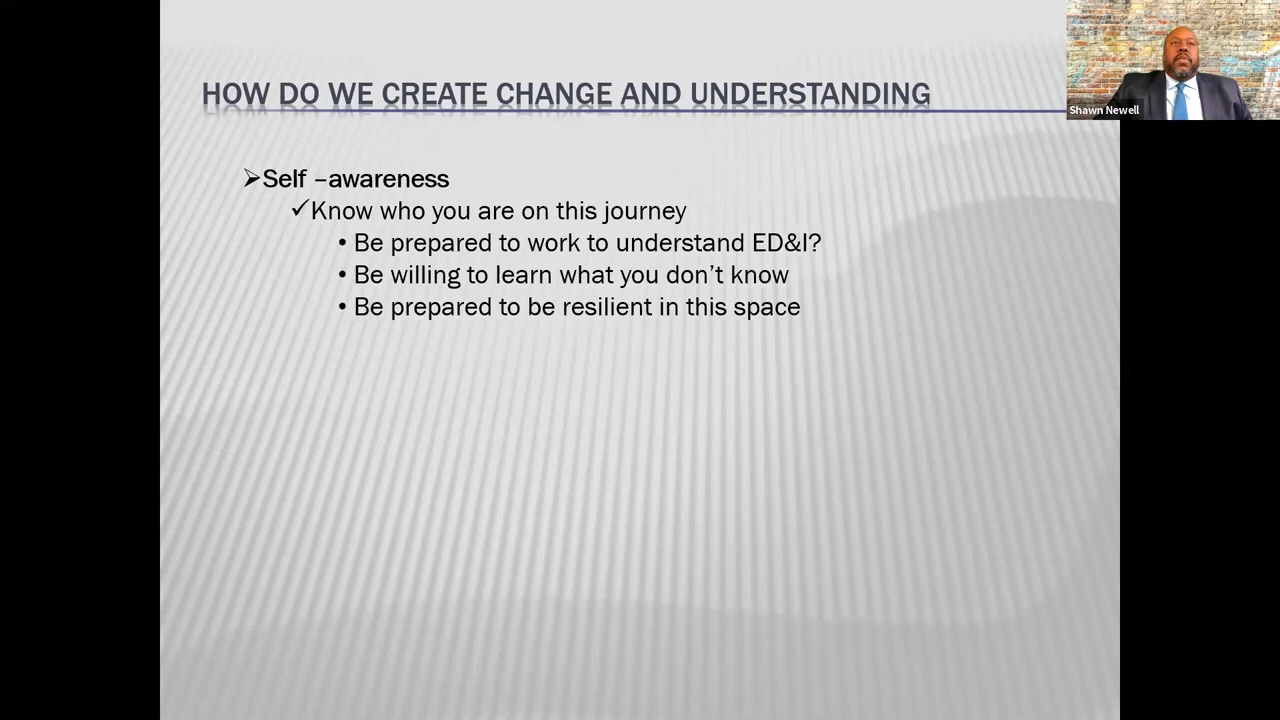 HOW DO WE CREATE CHANGE AND UNDERSTANDING
Shawn Newell
➢Self –awareness
✓Know who you are on this journey
• Be prepared to work to understand ED&I?
• Be willing to learn what you don’t know
• Be prepared to be resilient in this space